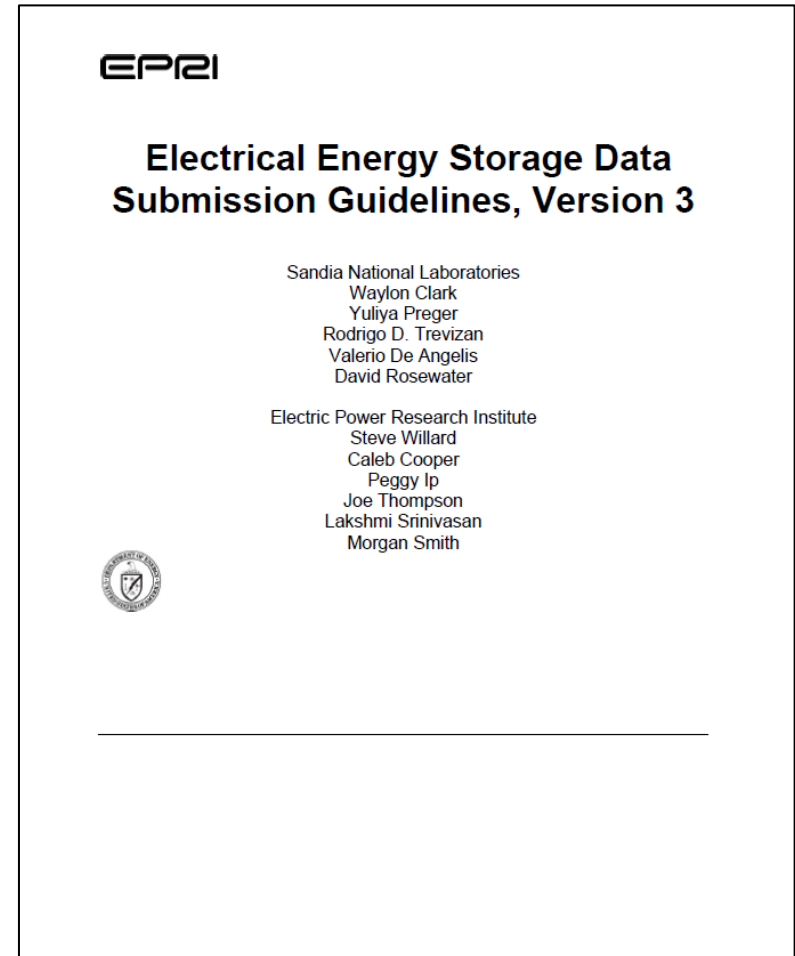 EPRI
Electrical Energy Storage Data
Submission Guidelines, Version 3
Sandia National Laboratories
Waylon Clark
Yuliya Preger
Rodrigo D. Trevizan
Valerio De Angelis
David Rosewater
Electric Power Research Institute
Steve Willard
Caleb Cooper
Peggy Ip
Joe Thompson
Lakshmi Srinivasan
Morgan Smith